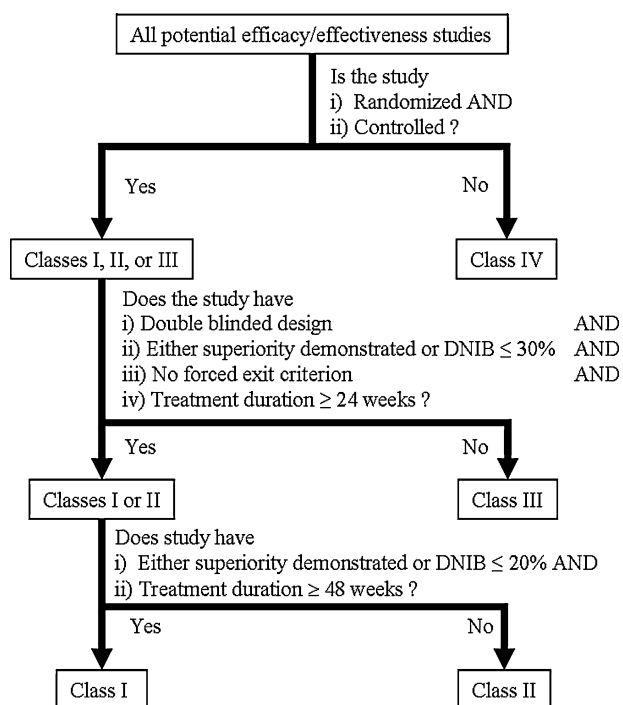 All potential efficacy/effectiveness studies
Is the study
i) Randomized AND
ii) Controlled ?
Yes
No
Classes I, II, or III
Class IV
Does the study have
i) Double blinded design AND
ii) Either superiority demonstrated or DNIB ≤ 30% AND
iii) No forced exit criterion AND
iv) Treatment duration ≥ 24 weeks ?
Yes
No
Classes I or II
Class III
Does study have
i) Either superiority demonstrated or DNIB ≤ 20% AND
ii) Treatment duration ≥ 48 weeks ?
Yes
No
Class I
Class II